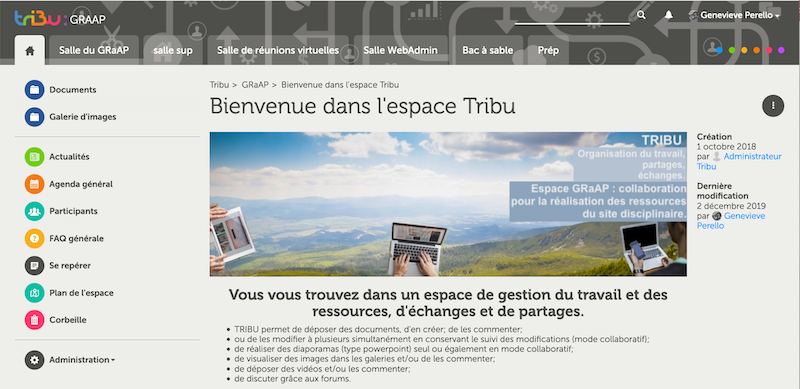 triBu : GRAAP
Genevieve Perello
Salle du GRaAP
salle sup
Salle de réunions virtuelles
Salle WebAdmin
Bac à sable
Prép
Documents
Galerie d'images
Actualités
Agenda général
Participants
FAQ générale
Se repérer
Plan de l'espace
Corbeille
Administration
Tribu > GRaAP > Bienvenue dans l'espace Tribu
Bienvenue dans l'espace Tribu
TRIBU
Organisation du travail,
partages,
échanges.
Espace GRaAP : collaboration
pour la réalisation des ressources
du site disciplinaire.
Vous vous trouvez dans un espace de gestion du travail et des
ressources, d'échanges et de partages.
• TRIBU permet de déposer des documents, d'en créer; de les commenter;
• ou de les modifier à plusieurs simultanément en conservant le suivi des modifications (mode collaboratif);
• de réaliser des diaporamas (type powerpoint) seul ou également en mode collaboratif;
• de visualiser des images dans les galeries et/ou de les commenter;
• de déposer des vidéos et/ou les commenter;
• de discuter grâce aux forums.
Création
1 octobre 2018
par Administrateur
Tribu
Dernière
modification
2 décembre 2019
par Genevieve
Perello